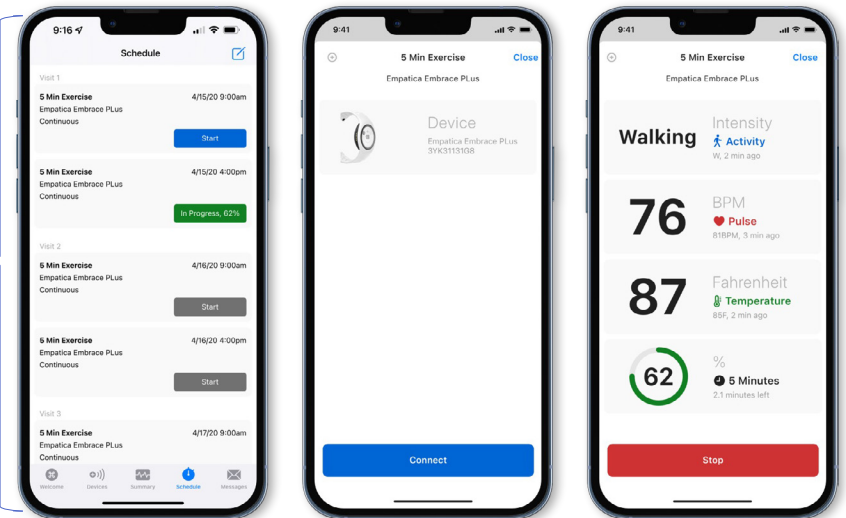 9:16
Schedule
Visit 1
5 Min Exercise 4/15/20 9:00am
Empatica Embrace PLus
Continuous
Start
5 Min Exercise 4/15/20 4:00pm
Empatica Embrace PLus
Continuous
In Progress, 62%
Visit 2
5 Min Exercise 4/16/20 9:00am
Empatica Embrace PLus
Continuous
Start
5 Min Exercise 4/16/20 4:00pm
Empatica Embrace PLus
Continuous
Start
Visit 3
5 Min Exercise 4/17/20 9:00am
Empatica Embrace PLus
Continuous
Welcome Devices Summary Schedule Messages
9:41
5 Min Exercise Close
Empatica Embrace PLus
Device
Empatica Embrace PLus
3YK31131G8
Connect
9:41
5 Min Exercise Close
Empatica Embrace PLus
Walking
Intensity
Activity
W, 2 min ago
76
BPM
Pulse
81BPM, 3 min ago
87
Fahrenheit
Temperature
85F, 2 min ago
62
%
5 Minutes
2.1 minutes left
Stop